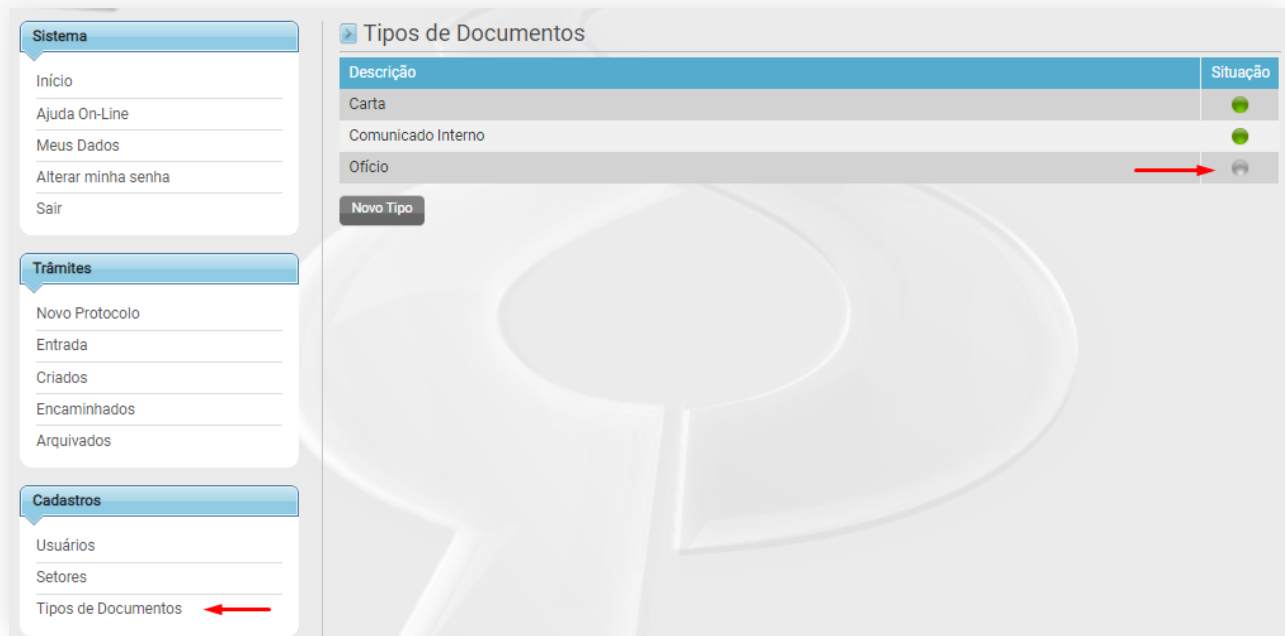 Sistema
Início
Ajuda On-Line
Meus Dados
Alterar minha senha
Sair
Trâmites
Novo Protocolo
Entrada
Criados
Encaminhados
Arquivados
Cadastros
Usuários
Setores
Tipos de Documentos
Tipos de Documentos
Descrição Situação
Carta
Comunicado Interno
Ofício
Novo Tipo